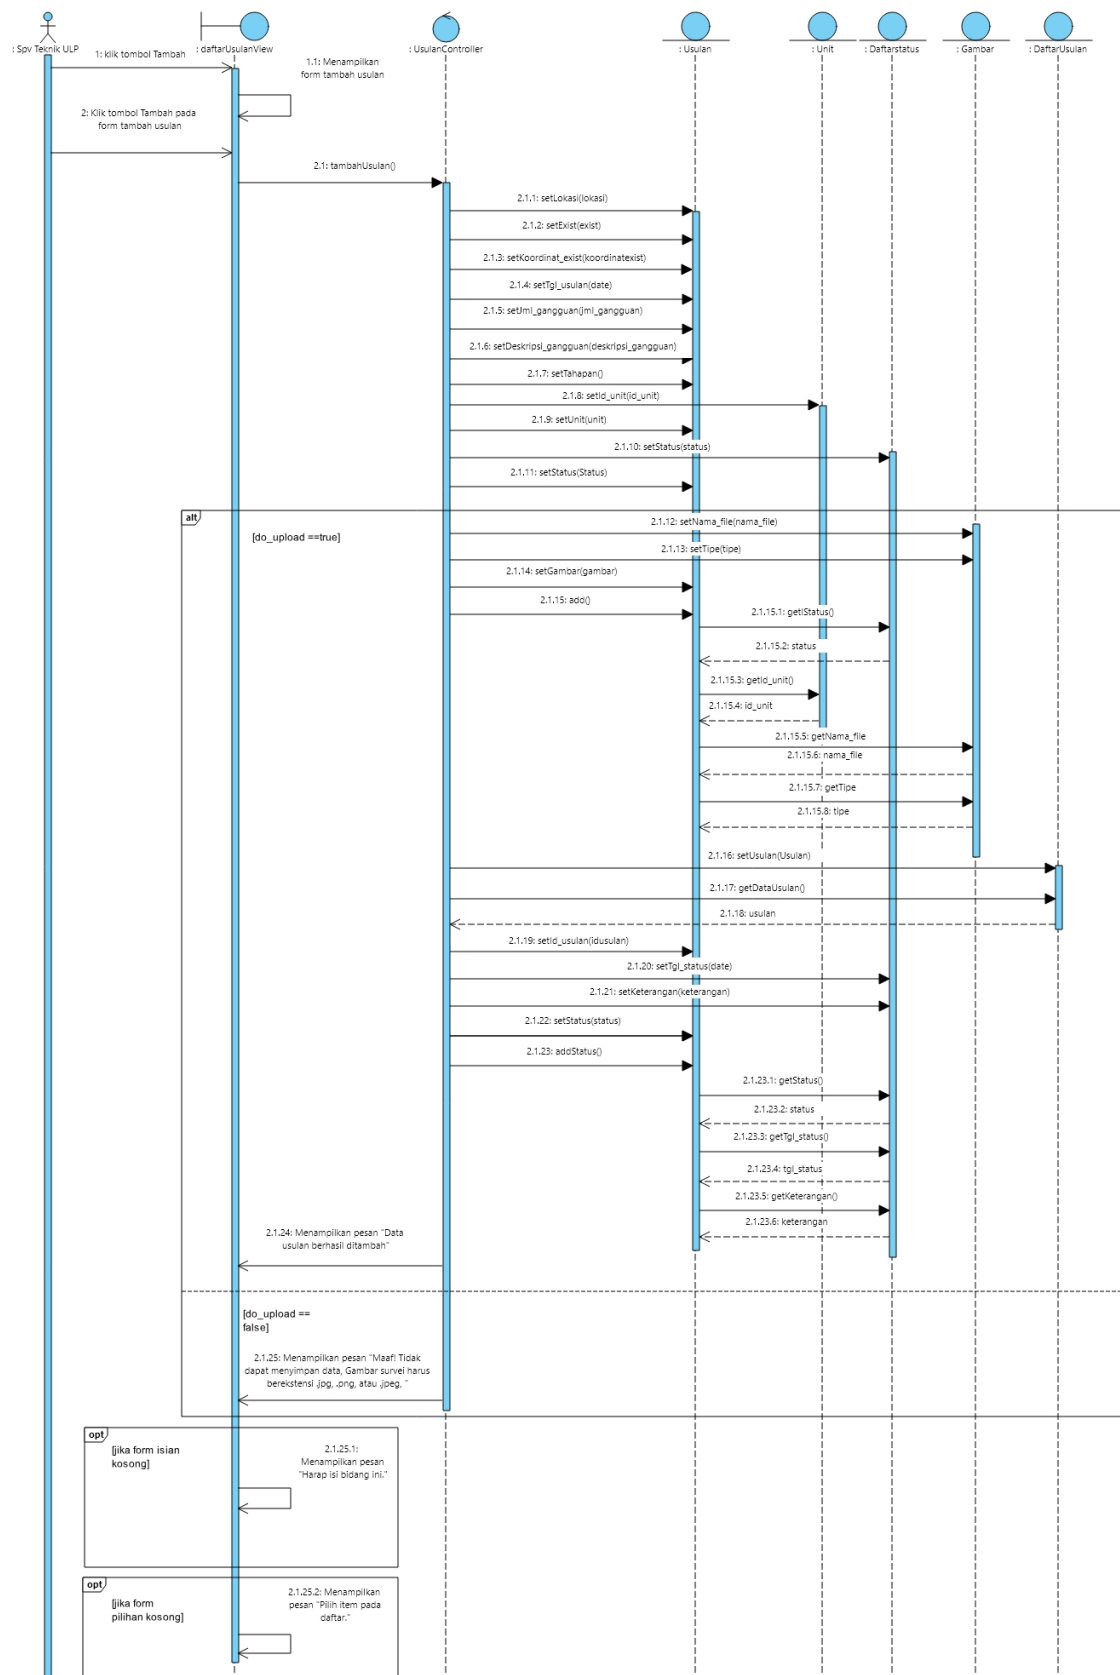 : Spv Teknik ULP
: daftarUsulanView
: UsulanController
: Usulan
: Unit
: Daftarstatus
: Gambar
: DaftarUsulan
1: klik tombol Tambah
1.1: Menampilkan
form tambah usulan
2: Klik tombol Tambah pada
form tambah usulan
2.1: tambahUsulan()
2.1.1: setLokasi(lokasi)
2.1.2: setExist(exist)
2.1.3: setKoordinat_exist(koordinatexist)
2.1.4: setTgl_usulan(date)
2.1.5: setJml_gangguan(jml_gangguan)
2.1.6: setDeskripsi_gangguan(deskripsi_gangguan)
2.1.7: setTahapan()
2.1.8: setId_unit(id_unit)
2.1.9: setUnit(unit)
2.1.10: setStatus(status)
2.1.11: setStatus(Status)
alt
[do_upload ==true]
2.1.12: setNama_file(nama_file)
2.1.13: setTipe(tipe)
2.1.14: setGambar(gambar)
2.1.15: add()
2.1.15.1: getIStatus()
2.1.15.2: status
2.1.15.3: getId_unit()
2.1.15.4: id_unit
2.1.15.5: getNama_file
2.1.15.6: nama_file
2.1.15.7: getTipe
2.1.15.8: tipe
2.1.16: setUsulan(Usulan)
2.1.17: getDataUsulan()
2.1.18: usulan
2.1.19: setId_usulan(idusulan)
2.1.20: setTgl_status(date)
2.1.21: setKeterangan(keterangan)
2.1.22: setStatus(status)
2.1.23: addStatus()
2.1.23.1: getStatus()
2.1.23.2: status
2.1.23.3: getTgl_status()
2.1.23.4: tgl_status
2.1.23.5: getKeterangan()
2.1.23.6: keterangan
2.1.24: Menampilkan pesan "Data
usulan berhasil ditambah"
[do_upload ==
false]
2.1.25: Menampilkan pesan "Maaf! Tidak
dapat menyimpan data, Gambar survei harus
berekstensi .jpg, .png, atau .jpeg, "
opt
[jika form isian
kosong]
2.1.25.1:
Menampilkan pesan
"Harap isi bidang ini."
opt
[jika form
pilihan kosong]
2.1.25.2: Menampilkan
pesan "Pilih item pada
daftar."